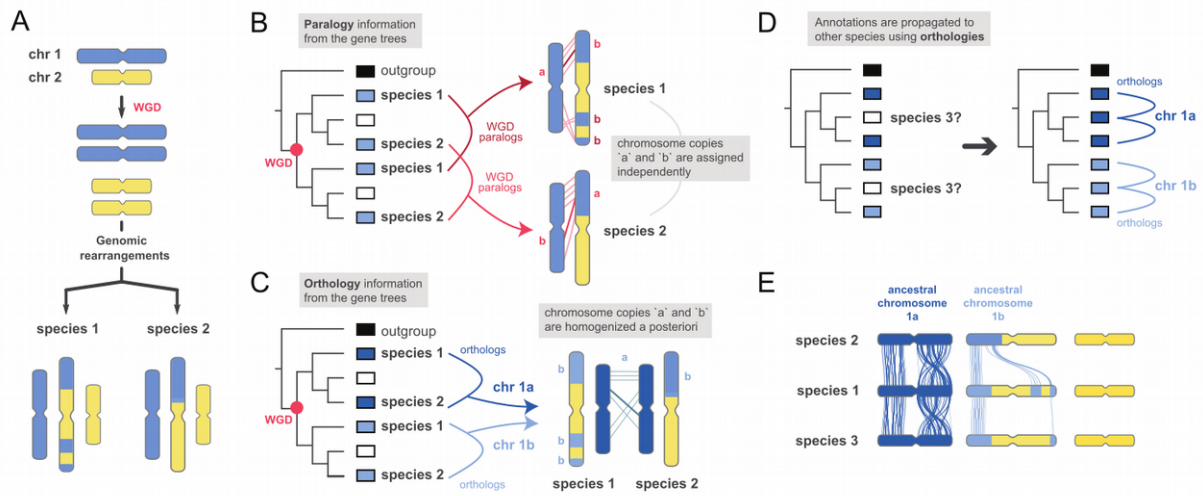 A
chr 1
chr 2
WGD
Genomic
rearrangements
species 1
species 2
B
Paralogy information
from the gene trees
outgroup
species 1
species 2
species 1
species 2
WGD
WGD
paralogs
WGD
paralogs
a
b
b
b
species 1
chromosome copies
`a` and `b` are assigned
independently
a
b
species 2
C
Orthology information
from the gene trees
outgroup
species 1
species 2
species 1
species 2
WGD
orthologs
chr 1a
chr 1b
orthologs
chromosome copies `a` and `b`
are homogenized a posteriori
a
b
b
b
b
species 1
species 2
D
Annotations are propagated to
other species using orthologies
species 3?
species 3?
orthologs
chr 1a
chr 1b
orthologs
E
ancestral
chromosome
1a
ancestral
chromosome
1b
species 2
species 1
species 3